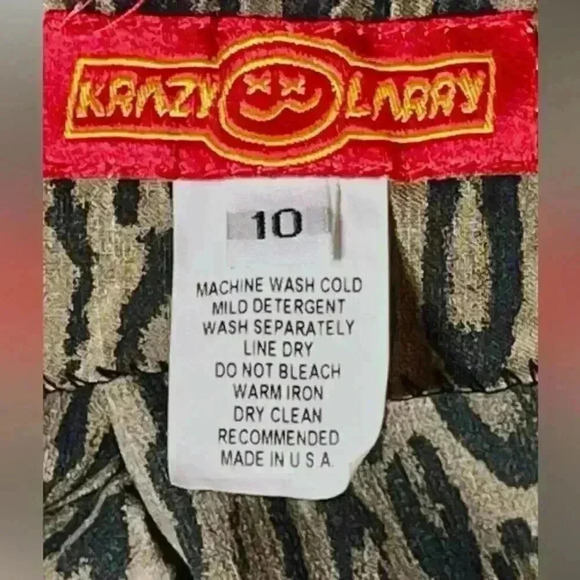 KRAZY LARRY
10
MACHINE WASH COLD
MILD DETERGENT
WASH SEPARATELY
LINE DRY
DO NOT BLEACH
WARM IRON
DRY CLEAN
RECOMMENDED
MADE IN U S A